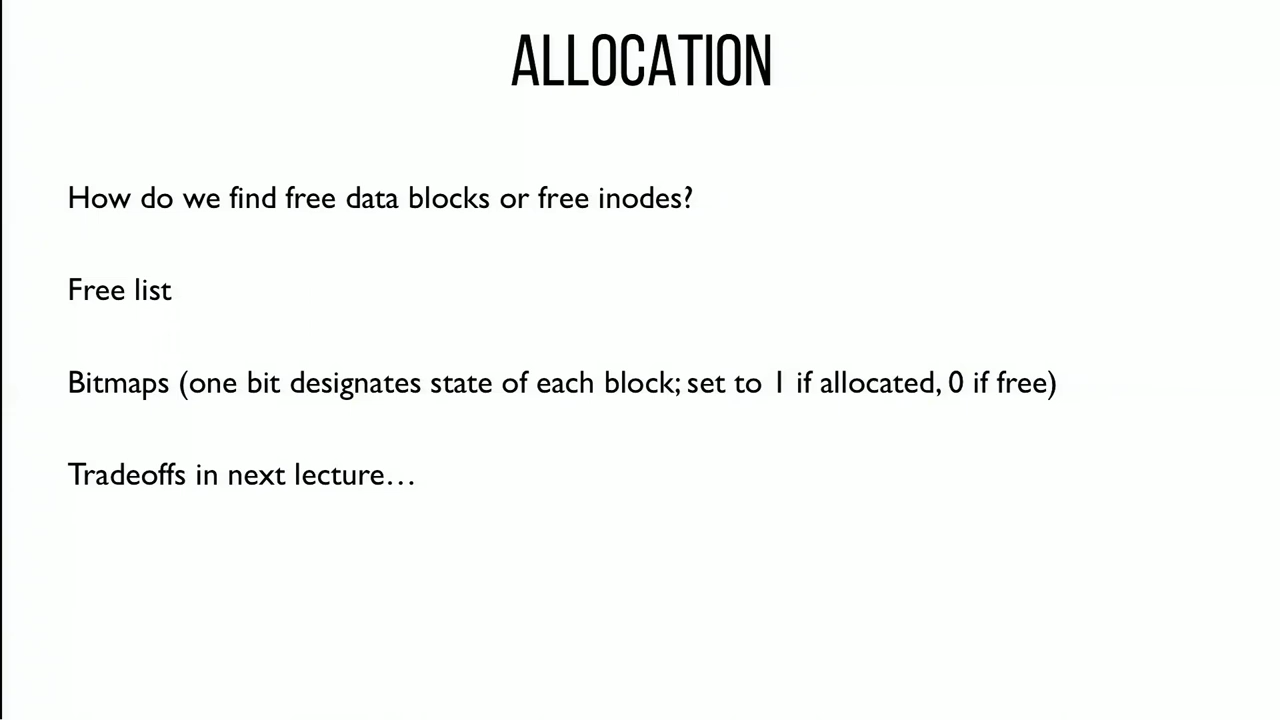 ALLOCATION
How do we find free data blocks or free inodes?
Free list
Bitmaps (one bit designates state of each block; set to 1 if allocated, 0 if free)
Tradeoffs in next lecture…